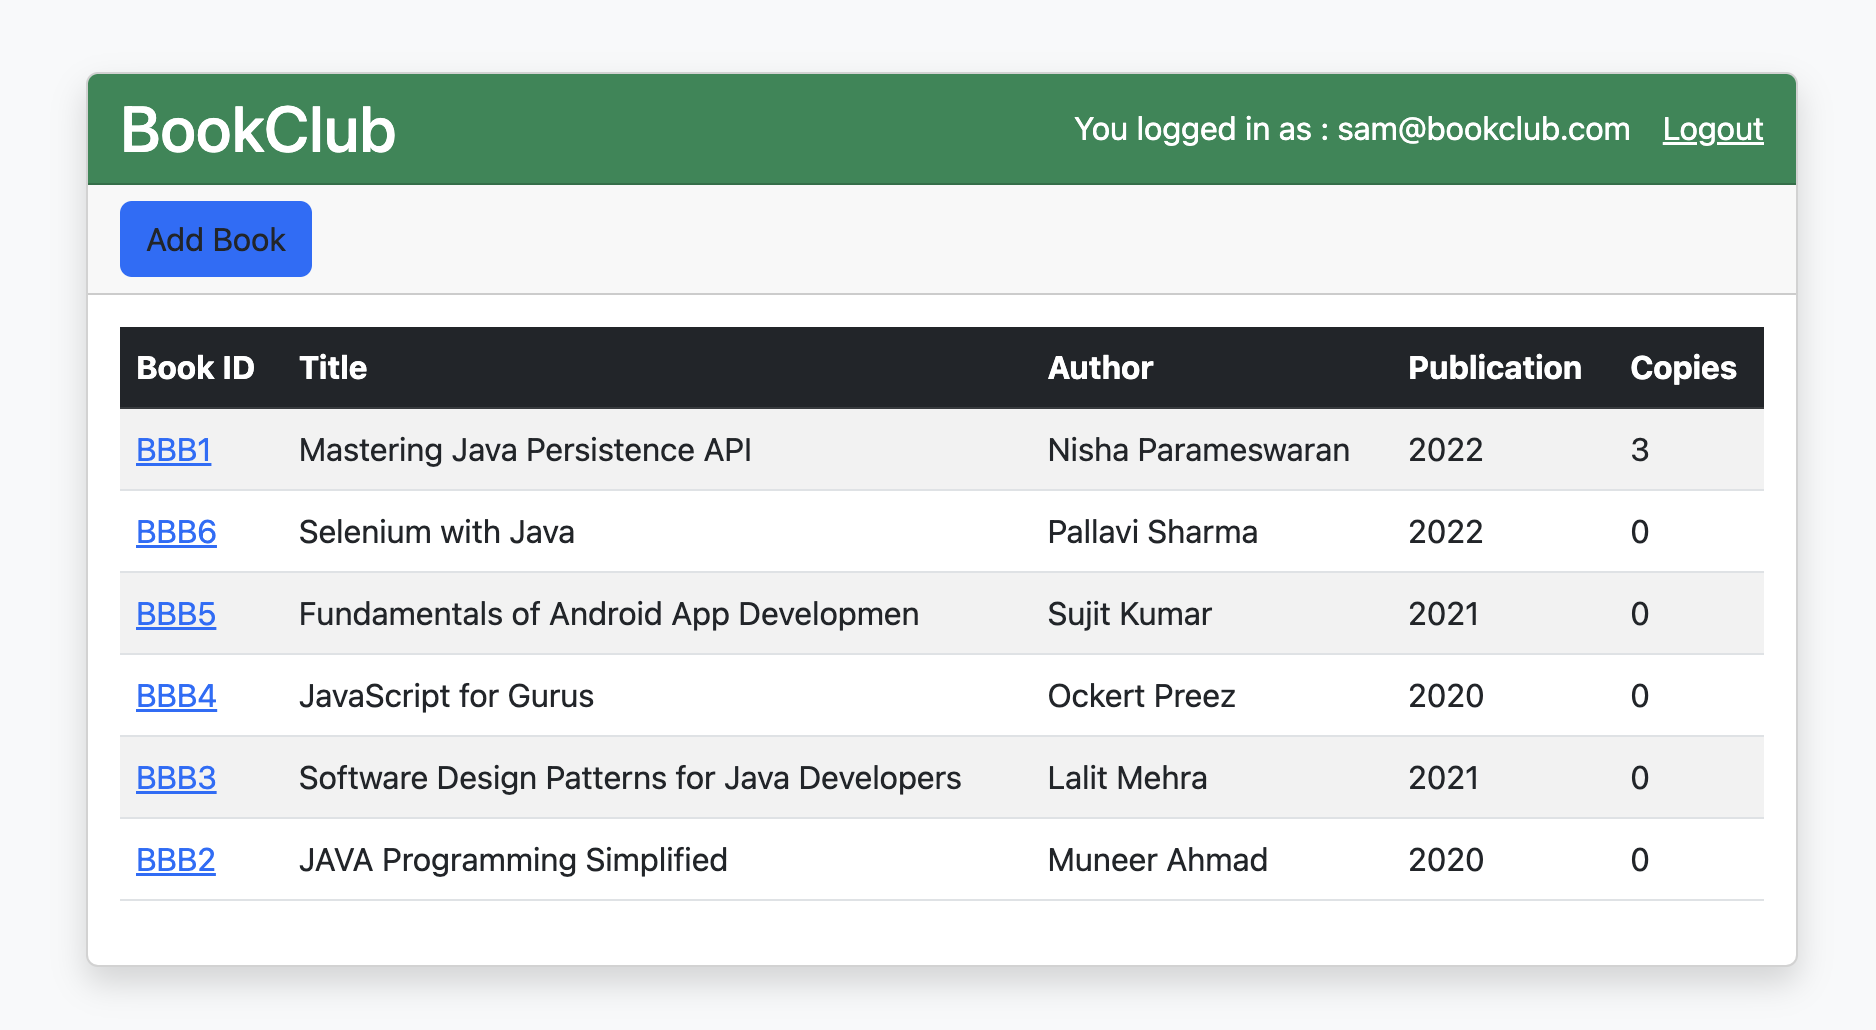 BookClub
You logged in as : sam@bookclub.com Logout
Add Book
Book ID Title Author Publication Copies
BBB1 Mastering Java Persistence API Nisha Parameswaran 2022 3
BBB6 Selenium with Java Pallavi Sharma 2022 0
BBB5 Fundamentals of Android App Developmen Sujit Kumar 2021 0
BBB4 JavaScript for Gurus Ockert Preez 2020 0
BBB3 Software Design Patterns for Java Developers Lalit Mehra 2021 0
BBB2 JAVA Programming Simplified Muneer Ahmad 2020 0